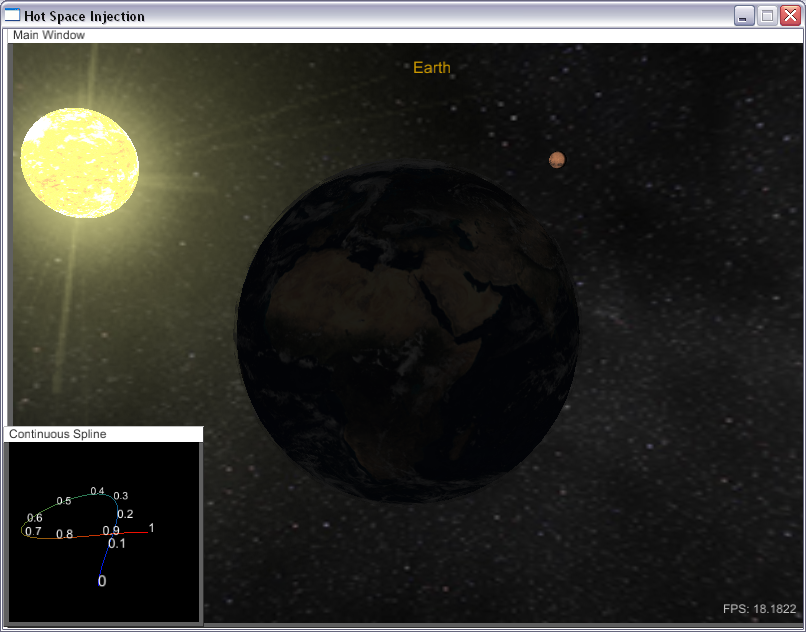 Hot Space Injection
Main Window
Earth
Continuous Spline
0.4
0.3
0.5
0.2
0.6
1
0.7
0.8
0.9
0.1
0
FPS: 18.1822